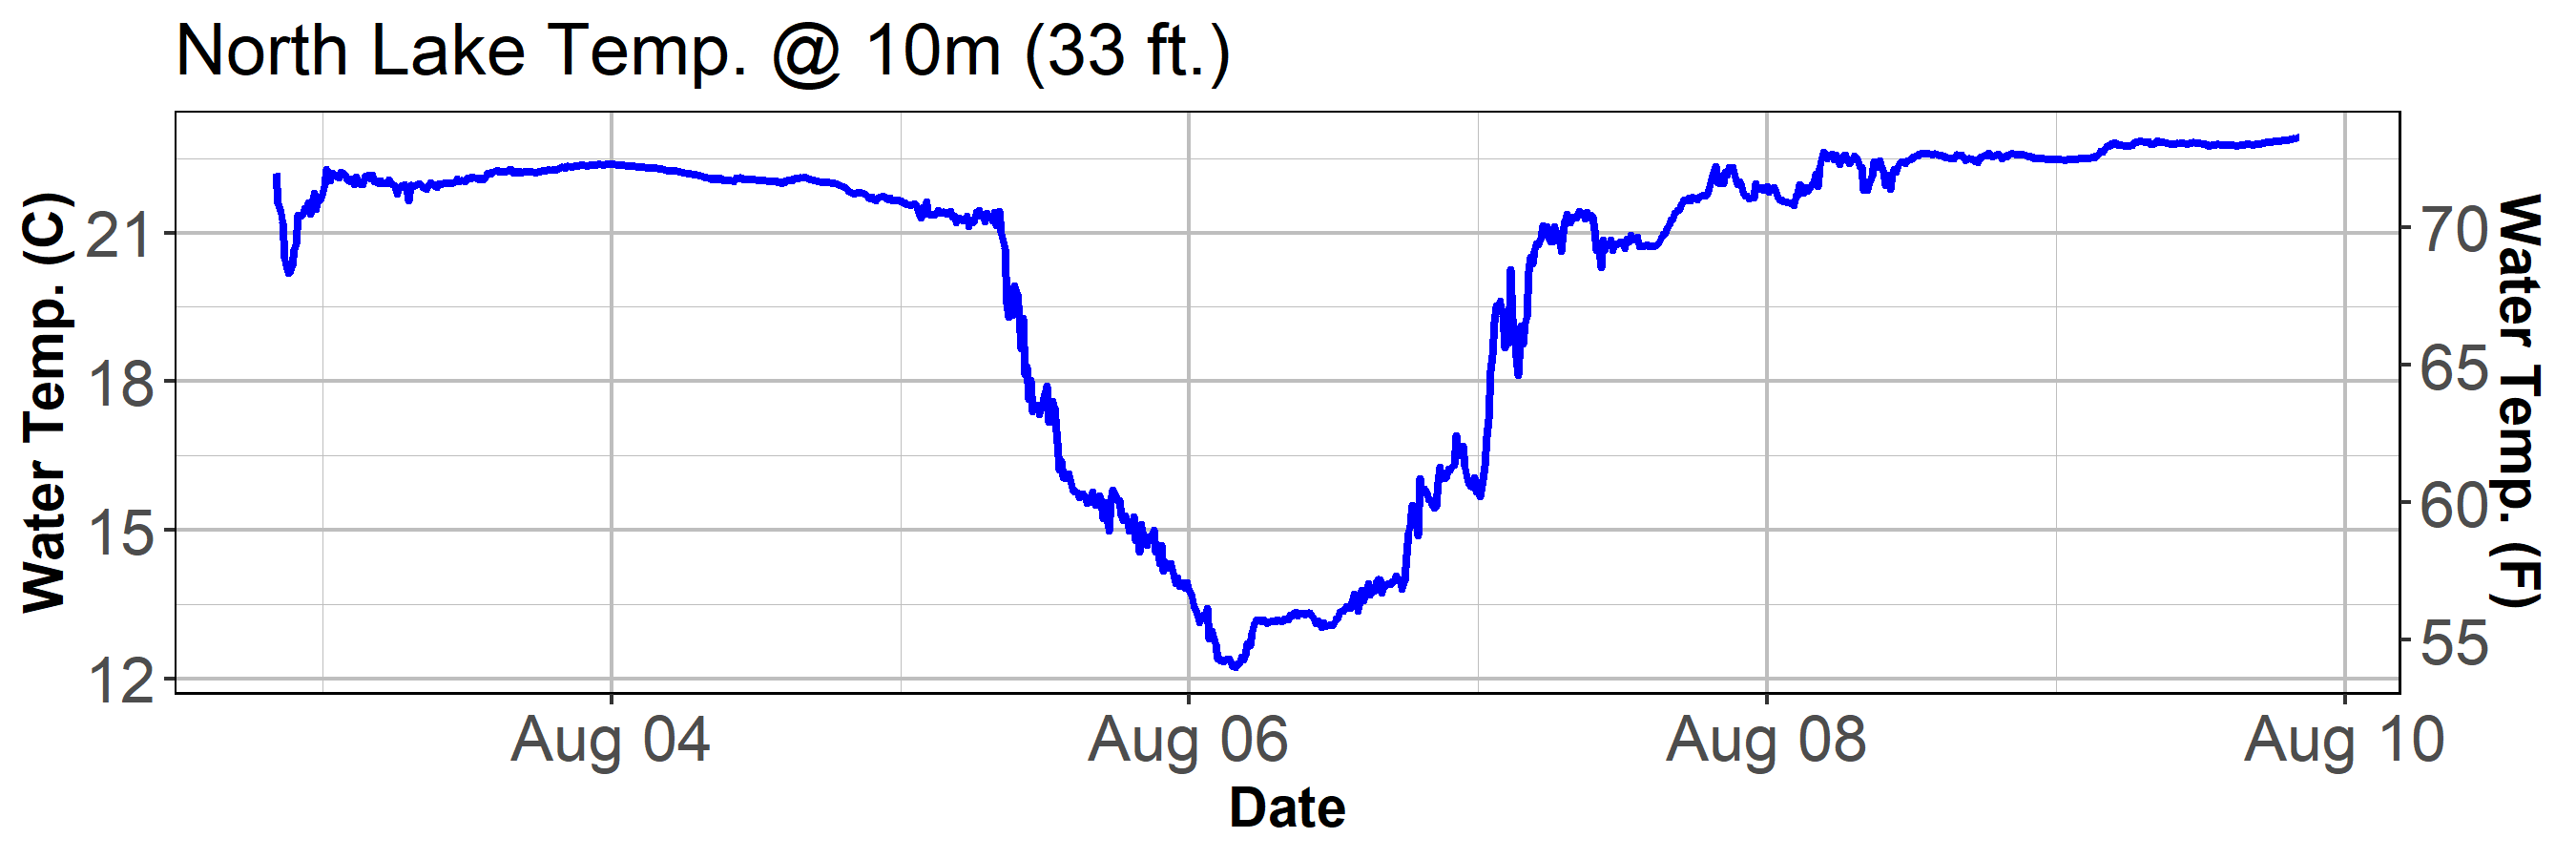 North Lake Temp. @ 10m (33 ft.)
Water Temp. (C)
21
18
15
12
70
65
60
55
Water Temp. (F)
Aug 04
Aug 06
Aug 08
Aug 10
Date